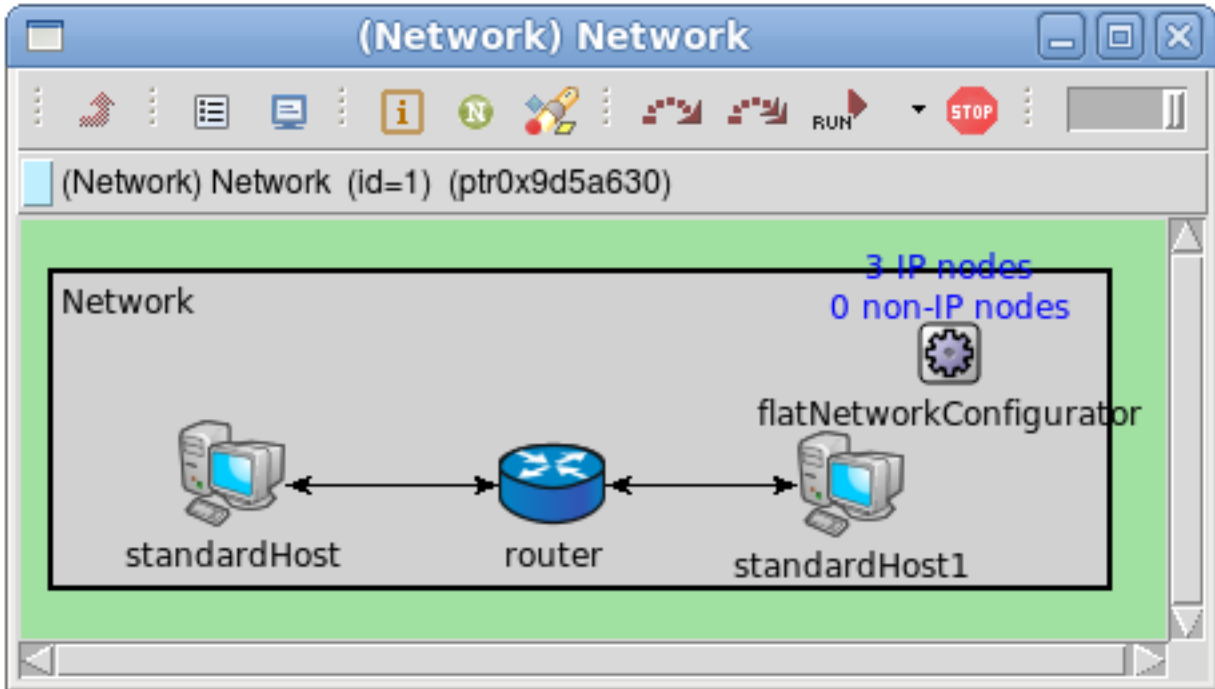 (Network) Network
RUN
STOP
i
N
(Network) Network (id=1) (ptr0x9d5a630)
3 IP nodes
0 non-IP nodes
Network
flatNetworkConfigurator
standardHost
router
standardHost1